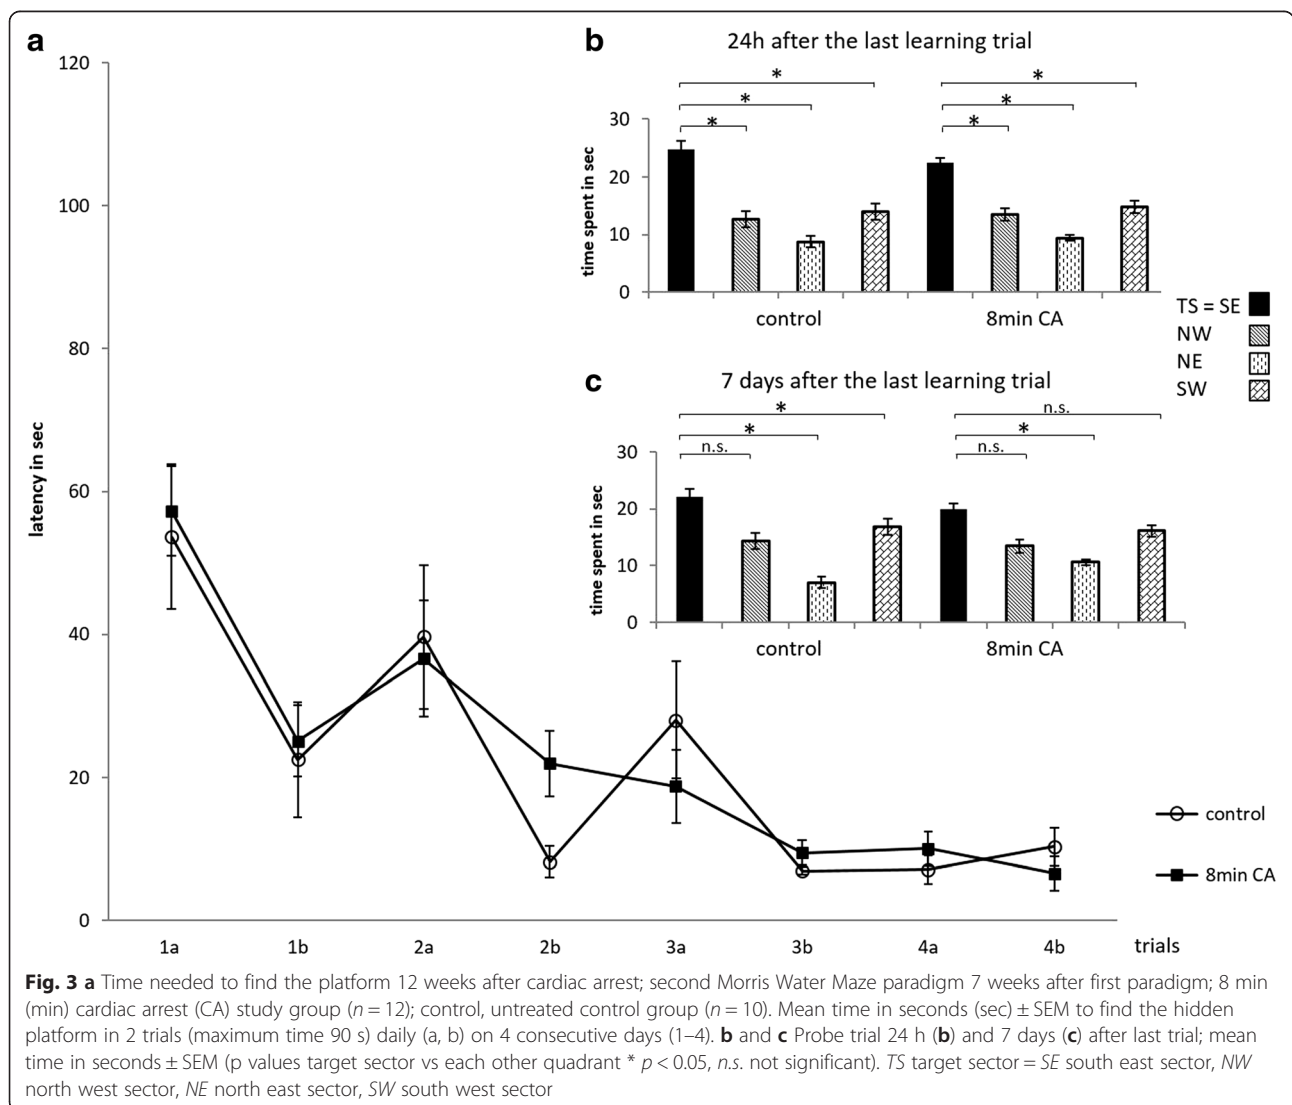 a
120
100
80
60
40
20
0
latency in sec
1a 1b 2a 2b 3a 3b 4a 4b trials
control
8min CA
b
24h after the last learning trial
* * *
* * *
30
20
10
0
time spent in sec
control 8min CA
TS = SE
NW
NE
SW
c
7 days after the last learning trial
* n.s.
* *
n.s. n.s.
30
20
10
0
time spent in sec
control 8min CA
Fig. 3 a Time needed to find the platform 12 weeks after cardiac arrest; second Morris Water Maze paradigm 7 weeks after first paradigm; 8 min
(min) cardiac arrest (CA) study group (n = 12); control, untreated control group (n = 10). Mean time in seconds (sec) ± SEM to find the hidden
platform in 2 trials (maximum time 90 s) daily (a, b) on 4 consecutive days (1–4). b and c Probe trial 24 h (b) and 7 days (c) after last trial; mean
time in seconds ± SEM (p values target sector vs each other quadrant * p < 0.05, n.s. not significant). TS target sector = SE south east sector, NW
north west sector, NE north east sector, SW south west sector